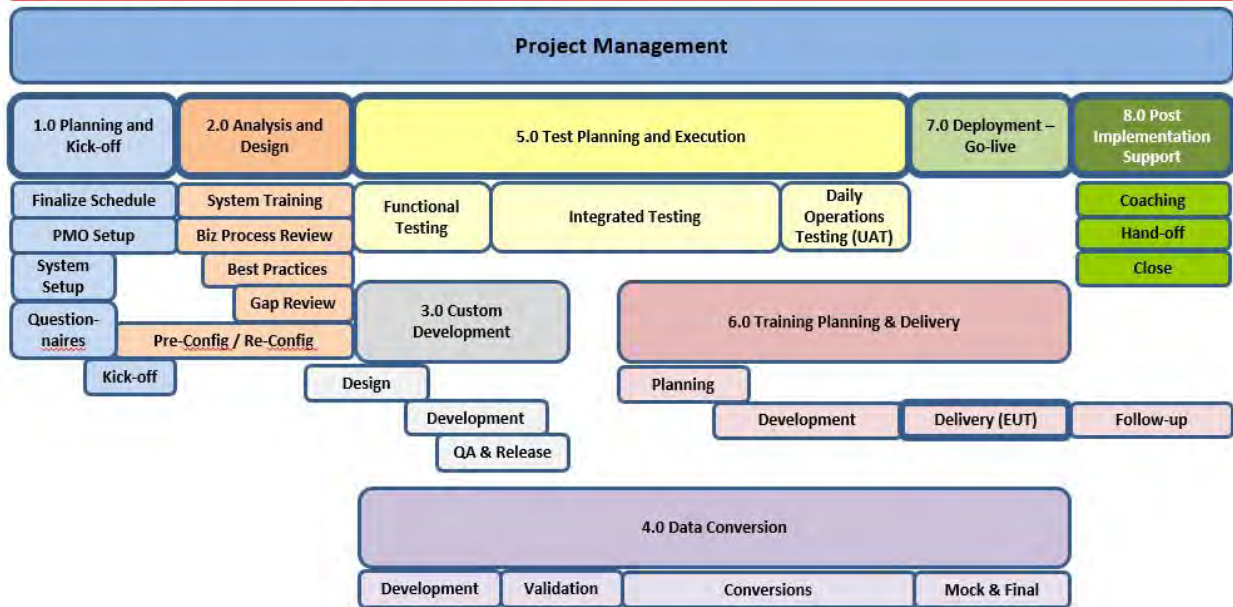 Project Management
1.0 Planning and
Kick-off
2.0 Analysis and
Design
5.0 Test Planning and Execution
7.0 Deployment –
Go-live
8.0 Post
Implementation
Support
Finalize Schedule
PMO Setup
System
Setup
Question-
naires
Kick-off
System Training
Biz Process Review
Best Practices
Gap Review
Pre-Config / Re-Config
Functional
Testing
Integrated Testing
Daily
Operations
Testing (UAT)
Coaching
Hand-off
Close
3.0 Custom
Development
Design
Development
QA & Release
6.0 Training Planning & Delivery
Planning
Development
Delivery (EUT)
Follow-up
4.0 Data Conversion
Development
Validation
Conversions
Mock & Final